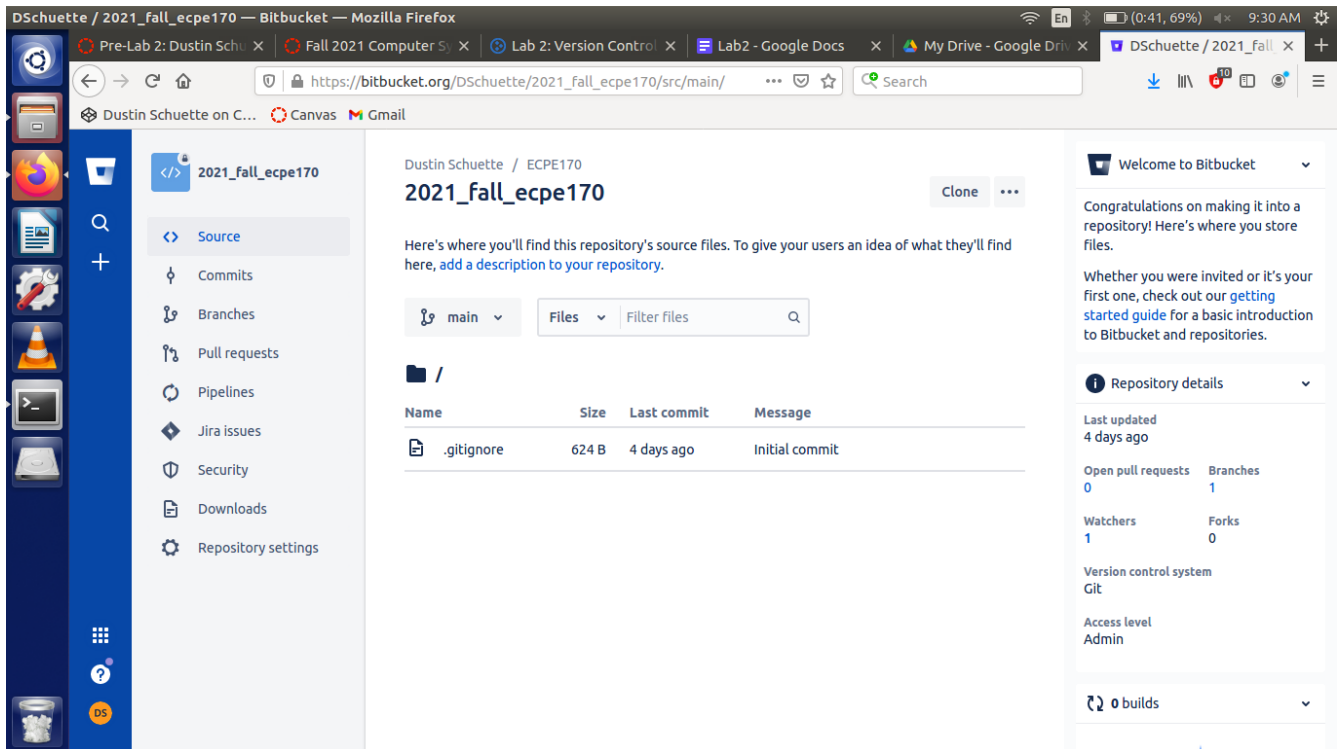 DSchuette / 2021_fall_ecpe170 — Bitbucket — Mozilla Firefox
En
(0:41, 69%)
9:30 AM
Pre-Lab 2: Dustin Schu
Fall 2021 Computer Sy
Lab 2: Version Control
Lab2 - Google Docs
My Drive - Google Driv
DSchuette / 2021_fall
https://bitbucket.org/DSchuette/2021_fall_ecpe170/src/main/
Search
10
Dustin Schuette on C...
Canvas
Gmail
2021_fall_ecpe170
Source
Commits
Branches
Pull requests
Pipelines
Jira issues
Security
Downloads
Repository settings
DS
Dustin Schuette / ECPE170
2021_fall_ecpe170
Clone
Here's where you'll find this repository's source files. To give your users an idea of what they'll find
here, add a description to your repository.
main
Files
Filter files
/
Name Size Last commit Message
.gitignore 624 B 4 days ago Initial commit
Welcome to Bitbucket
Congratulations on making it into a
repository! Here's where you store
files.
Whether you were invited or it's your
first one, check out our getting
started guide for a basic introduction
to Bitbucket and repositories.
Repository details
Last updated
4 days ago
Open pull requests Branches
0 1
Watchers Forks
1 0
Version control system
Git
Access level
Admin
0 builds